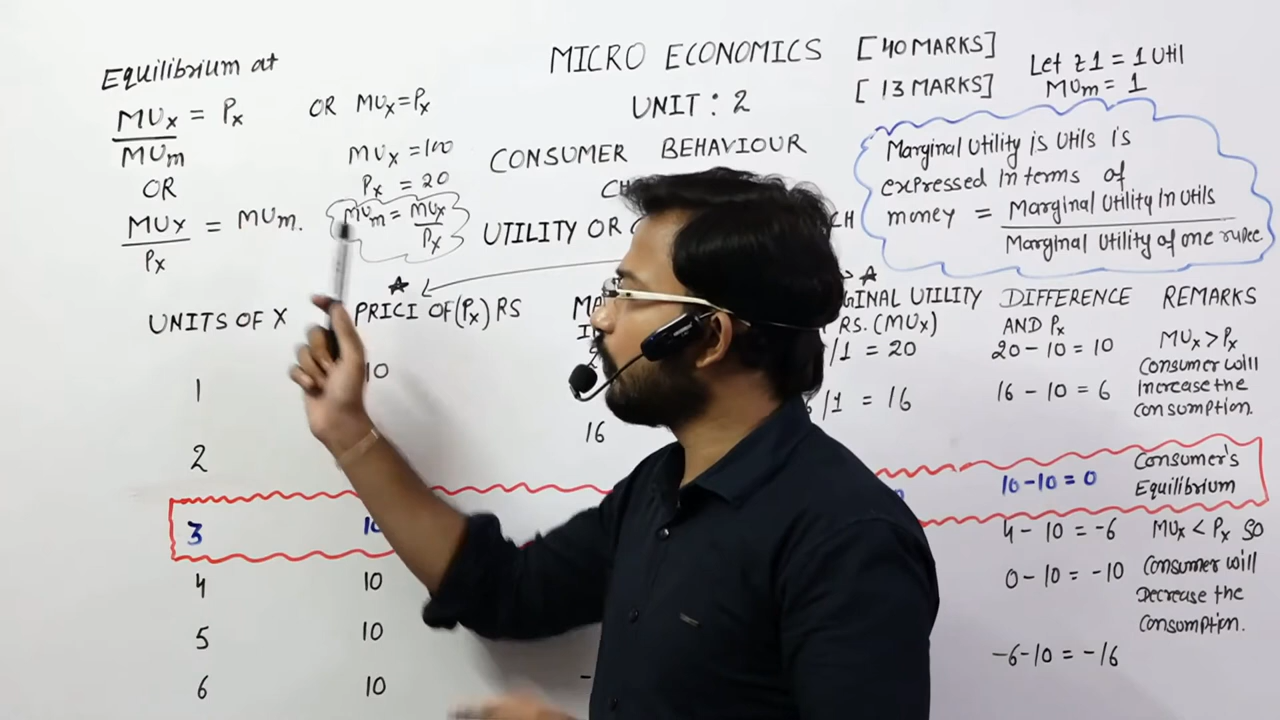 MICRO ECONOMICS [40 MARKS]
UNIT : 2 [13 MARKS]
CONSUMER BEHAVIOUR
UTILITY OR
Equilibrium at
MUx / MUm = Px OR MUx = Px
OR
MUx / Px = MUm.
MUx = 100
Px = 20
MUm = MUx / Px
Let ₹1 = 1 Util
MUm = 1
Marginal Utility is Utils is
expressed In terms of
money = Marginal Utility In Utils
Marginal Utility of one rupee
UNITS OF X PRICI OF (Px) RS UTILITY DIFFERENCE REMARKS
RS. (MUx) AND Px
1 10 /1 = 20 20 - 10 = 10 MUx > Px
Consumer will
Increase the
consumption.
2 16 /1 = 16 16 - 10 = 6
3 10 10 - 10 = 0 Consumer's
Equilibrium
4 10 4 - 10 = -6 MUx < Px so
5 10 0 - 10 = -10 Consumer will
Decrease the
consumption.
6 10 -6 - 10 = -16